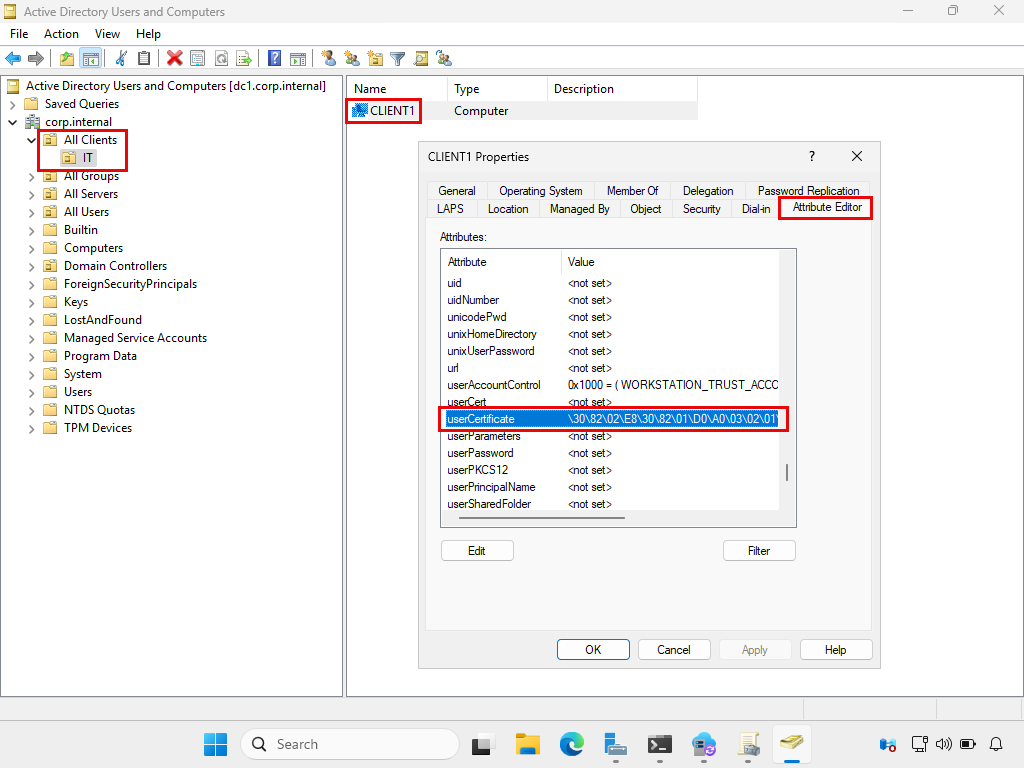 Active Directory Users and Computers
File Action View Help
Active Directory Users and Computers [dc1.corp.internal]
Saved Queries
corp.internal
All Clients
IT
All Groups
All Servers
All Users
Builtin
Computers
Domain Controllers
ForeignSecurityPrincipals
Keys
LostAndFound
Managed Service Accounts
Program Data
System
Users
NTDS Quotas
TPM Devices
Name Type Description
CLIENT1 Computer
CLIENT1 Properties
?
General Operating System Member Of Delegation Password Replication
LAPS Location Managed By Object Security Dial-in Attribute Editor
Attributes:
Attribute Value
uid <not set>
uidNumber <not set>
unicodePwd <not set>
unixHomeDirectory <not set>
unixUserPassword <not set>
url <not set>
userAccountControl 0x1000 = ( WORKSTATION_TRUST_ACCC
userCert <not set>
userCertificate \30\82\02\E8\30\82\01\D0\A0\03\02\01\
userParameters <not set>
userPassword <not set>
userPKCS12 <not set>
userPrincipalName <not set>
userSharedFolder <not set>
Edit Filter
OK Cancel Apply Help
Search